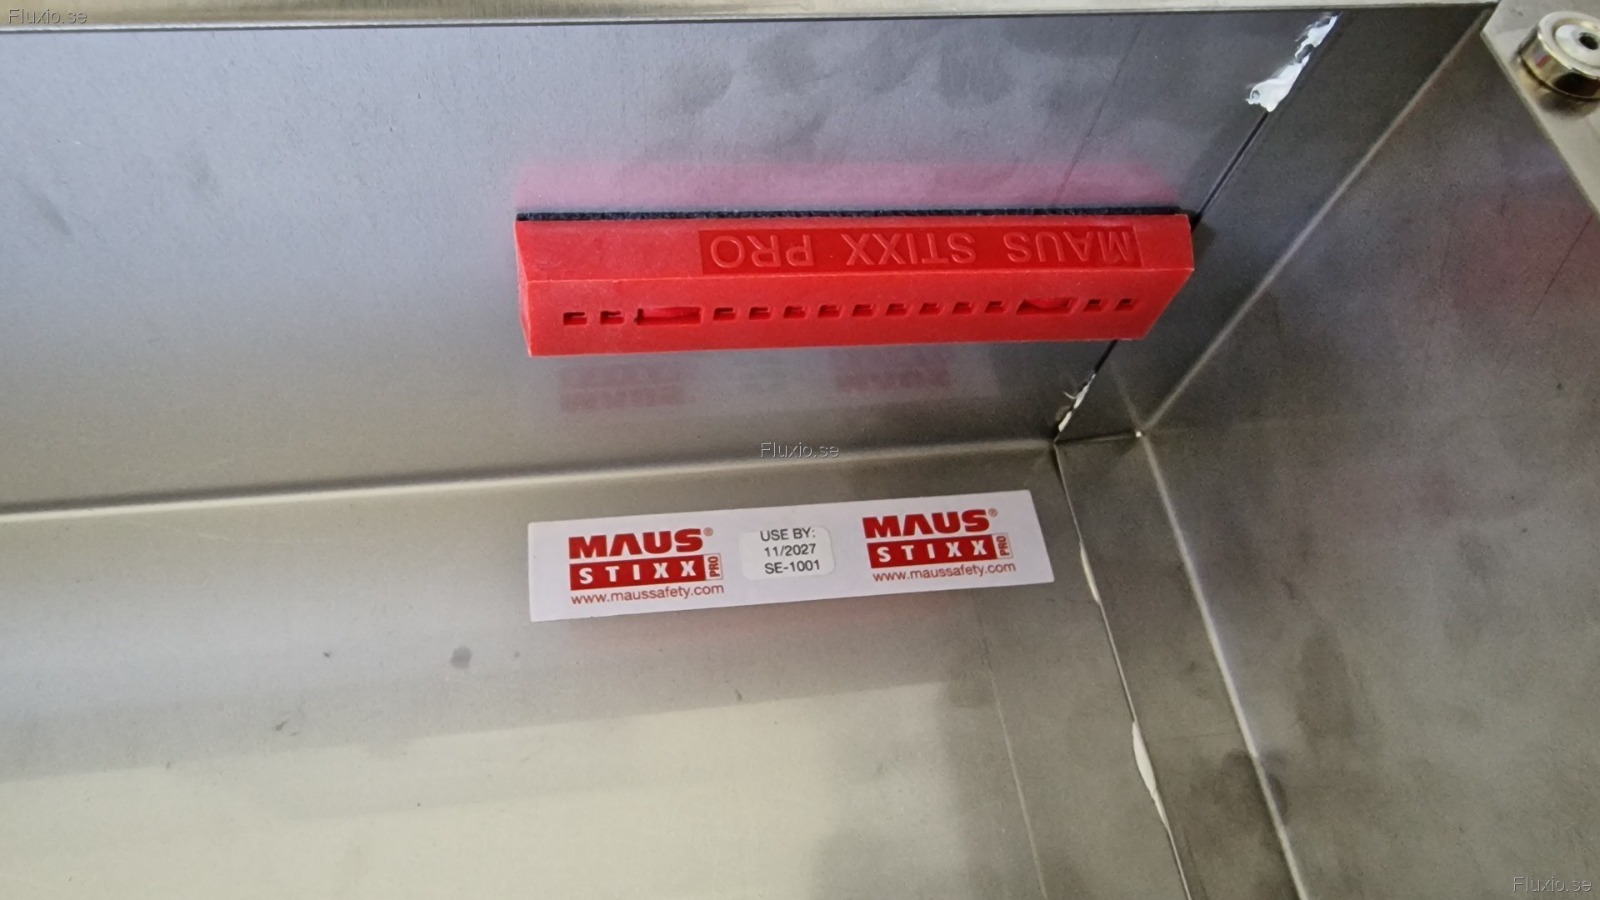 Fluxio.se
MAUS STIXX PRO
Fluxio.se
MAUS®
STIXX PRO
www.maussafety.com
USE BY:
11/2027
SE-1001
MAUS®
STIXX PRO
www.maussafety.com
Fluxio.se